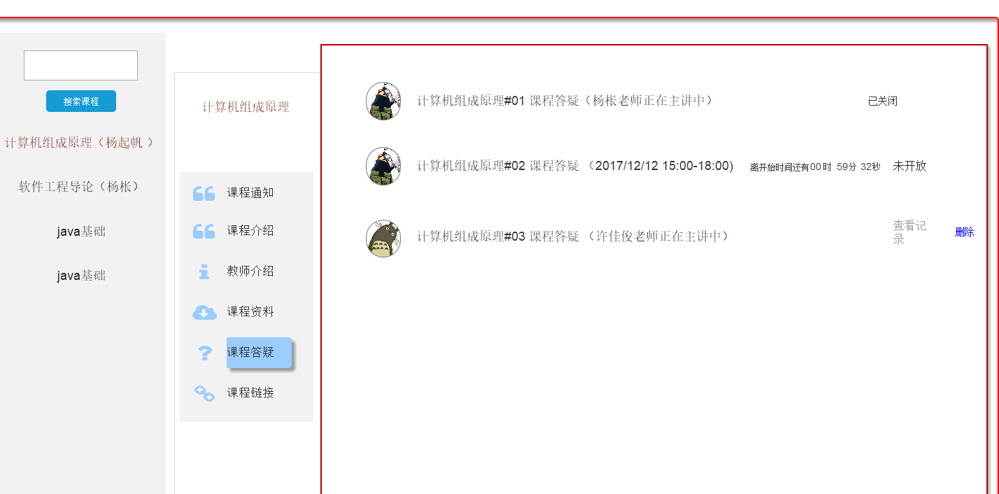 搜索课程
计算机组成原理（杨起帆 ）
软件工程导论（杨枨）
java基础
java基础
计算机组成原理
课程通知
课程介绍
教师介绍
课程资料
课程答疑
课程链接
计算机组成原理#01 课程答疑（杨枨老师正在主讲中）
已关闭
计算机组成原理#02 课程答疑 （2017/12/12 15:00-18:00)
离开始时间还有00时 59分 32秒
未开放
计算机组成原理#03 课程答疑 （许佳俊老师正在主讲中）
查看记
录
删除